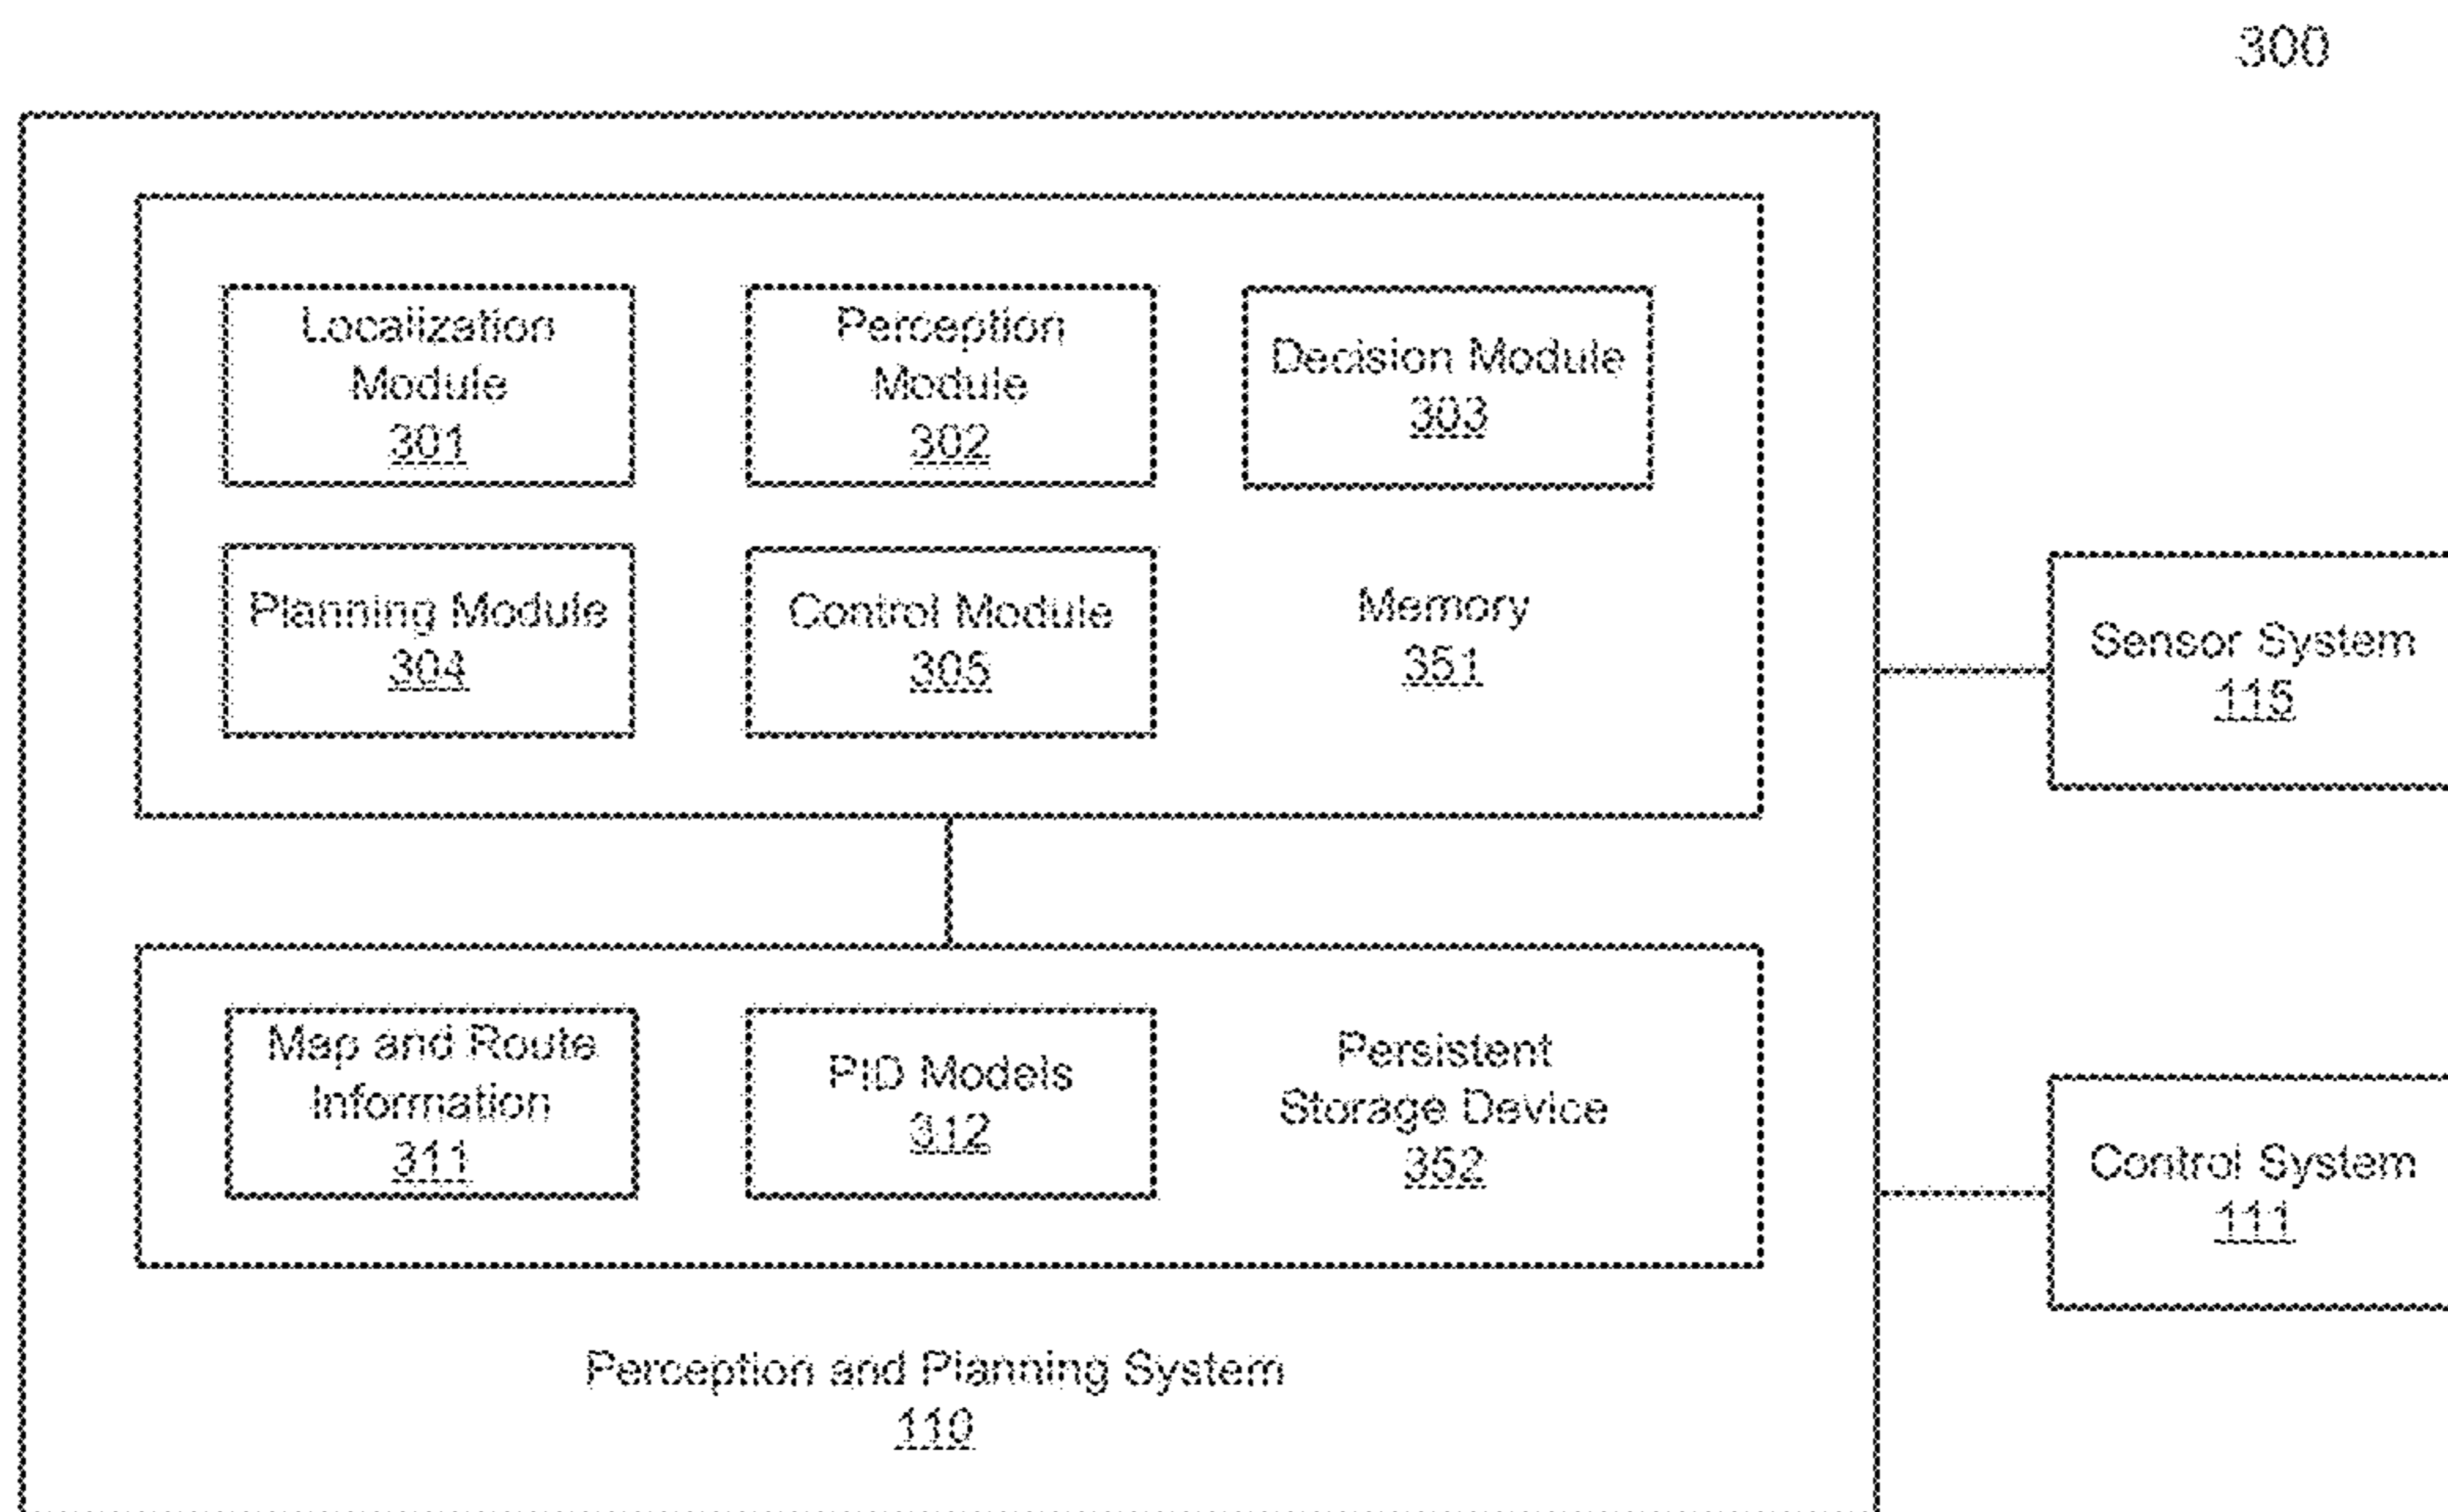 300
Localization
Module
301
Perception
Module
302
Decision Module
303
Planning Module
304
Control Module
305
Memory
351
Sensor System
115
Map and Route
Information
311
PID Models
312
Persistent
Storage Device
352
Control System
111
Perception and Planning System
110